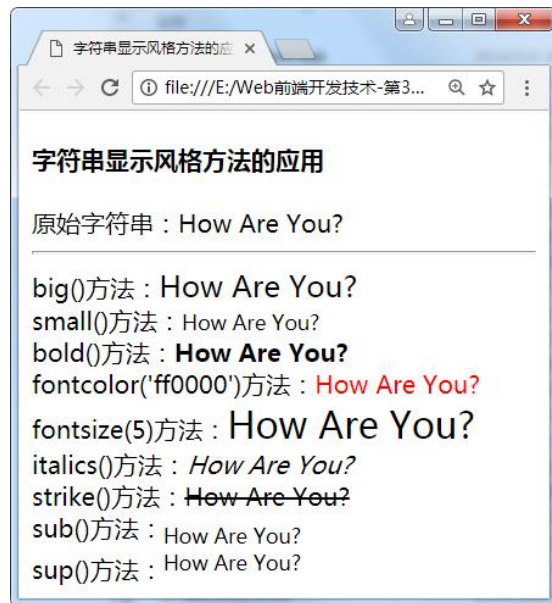 字符串显示风格方法的应
file:///E:/Web前端开发技术-第3...
字符串显示风格方法的应用
原始字符串：How Are You?
big()方法：How Are You?
small()方法：How Are You?
bold()方法：How Are You?
fontcolor('ff0000')方法：How Are You?
fontsize(5)方法：How Are You?
italics()方法：How Are You?
strike()方法：How Are You?
sub()方法：How Are You?
sup()方法：How Are You?